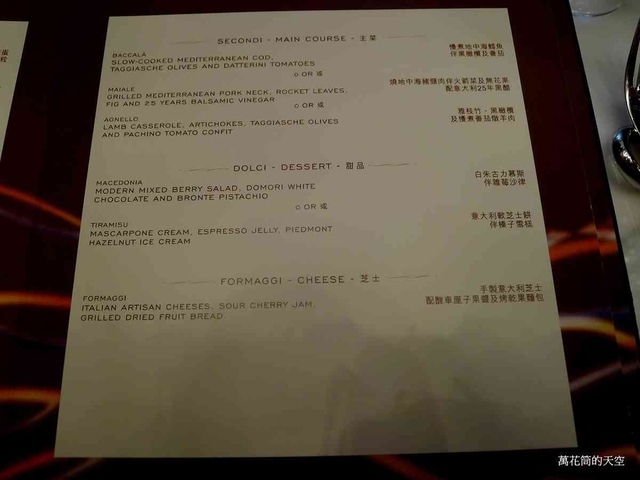 SECONDI - MAIN COURSE - 主菜
BACCALÀ
SLOW-COOKED MEDITERRANEAN COD,
TAGGIASCHE OLIVES AND DATTERINI TOMATOES
慢煮地中海鱈魚
伴黑橄欖及番茄
O OR 或
MAIALE
GRILLED MEDITERRANEAN PORK NECK, ROCKET LEAVES,
FIG AND 25 YEARS BALSAMIC VINEGAR
燒地中海豬頸肉伴火箭菜及無花果
配意大利25年黑醋
O OR 或
AGNELLO
LAMB CASSEROLE, ARTICHOKES, TAGGIASCHE OLIVES
AND PACHINO TOMATO CONFIT
雅枝竹、黑橄欖
及慢煮番茄燉羊肉
DOLCI - DESSERT - 甜品
MACEDONIA
MODERN MIXED BERRY SALAD, DOMORI WHITE
CHOCOLATE AND BRONTE PISTACHIO
白朱古力慕斯
伴雜莓沙律
O OR 或
TIRAMISU
MASCARPONE CREAM, ESPRESSO JELLY, PIEDMONT
HAZELNUT ICE CREAM
意大利軟芝士餅
伴榛子雪糕
FORMAGGI - CHEESE - 芝士
FORMAGGI
ITALIAN ARTISAN CHEESES, SOUR CHERRY JAM,
GRILLED DRIED FRUIT BREAD
手製意大利芝士
配酸車厘子果醬及烤乾果麵包
萬花筒的天空